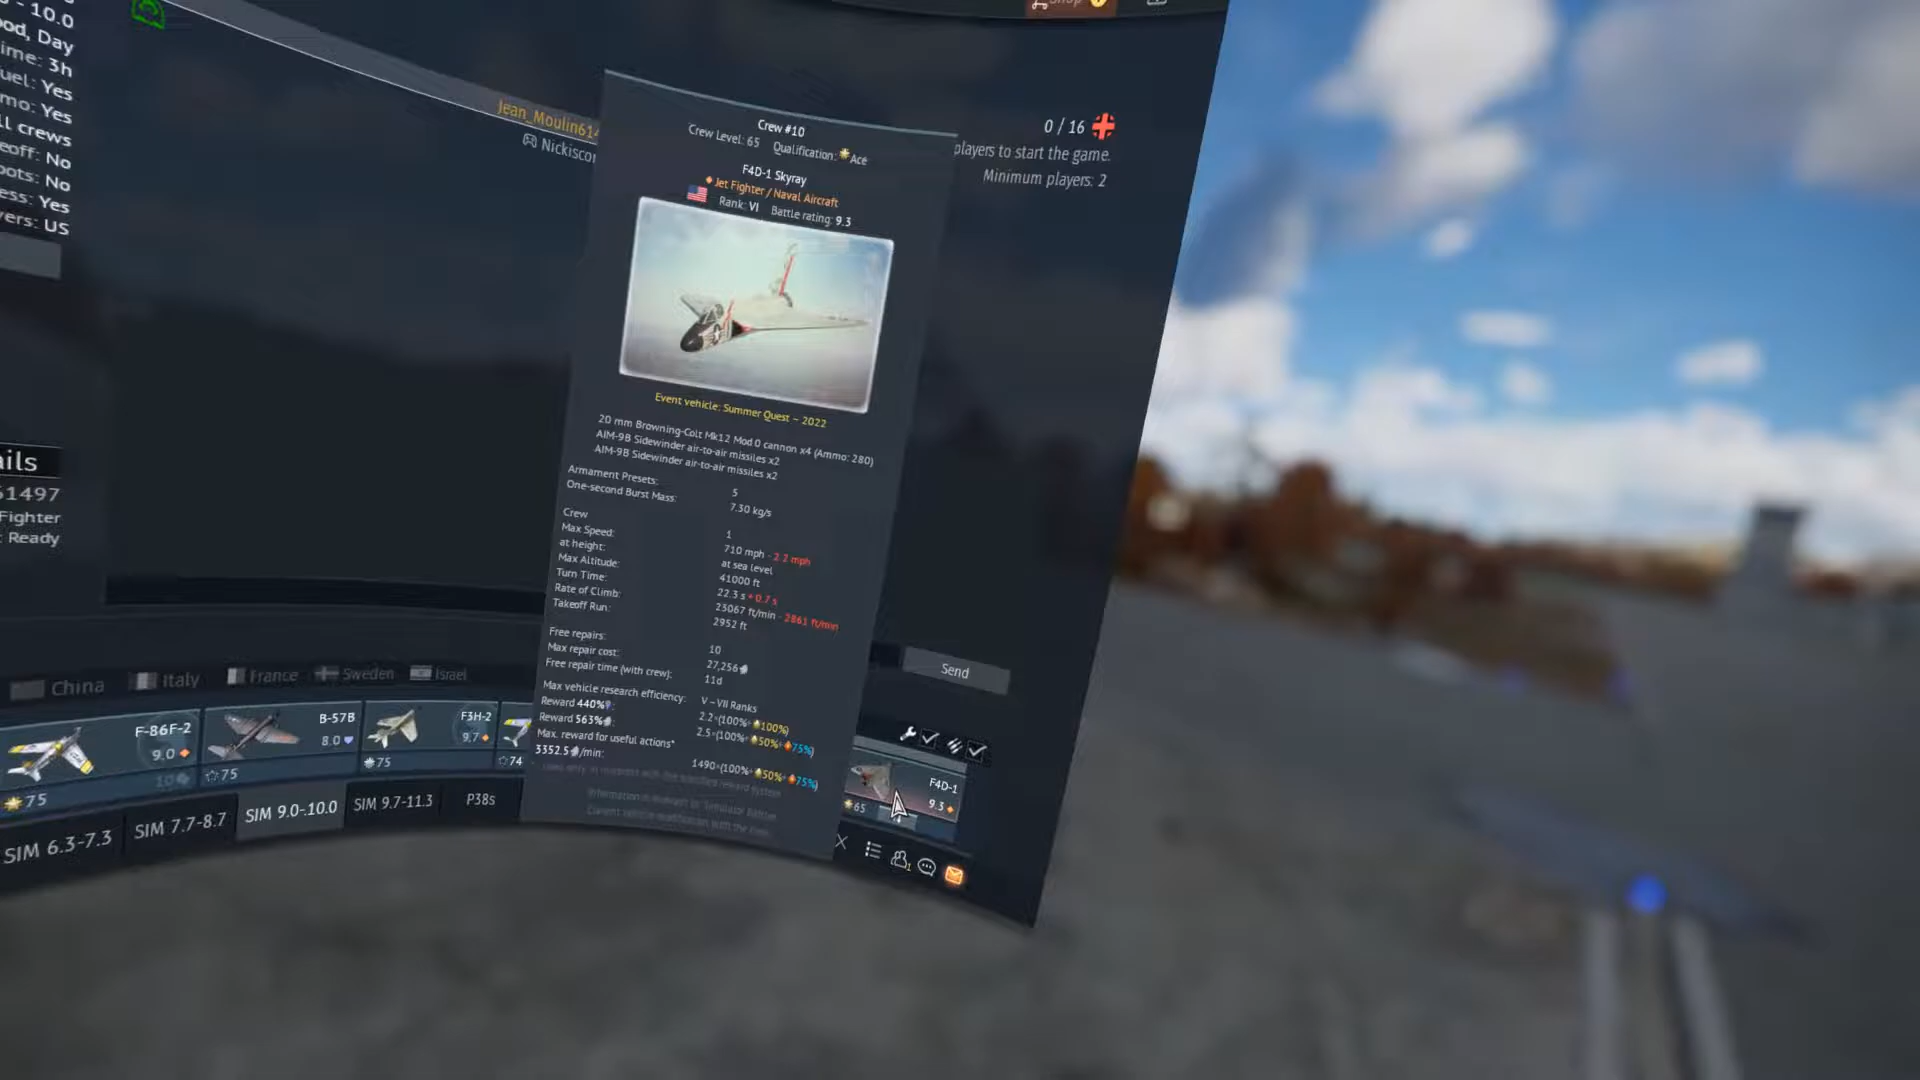 - 10.0
ood, Day
ime: 3h
uel: Yes
mo: Yes
ll crews
eoff: No
oots: No
ess: Yes
yers: US
ails
61497
Fighter
: Ready
Shop
Jean_Moulin614
Nickiscor
Crew #10
Crew Level: 65 Qualification: Ace
F4D-1 Skyray
Jet Fighter / Naval Aircraft
Rank: VI Battle rating: 9.3
Event vehicle: Summer Quest – 2022
20 mm Browning-Colt Mk12 Mod 0 cannon x4 (Ammo: 280)
AIM-9B Sidewinder air-to-air missiles x2
AIM-9B Sidewinder air-to-air missiles x2
Armament Presets: 5
One-second Burst Mass: 7.30 kg/s
Crew 1
Max Speed: 710 mph - 2.2 mph
at height: at sea level
Max Altitude: 41000 ft
Turn Time: 22.3 s + 0.7 s
Rate of Climb: 25067 ft/min - 2861 ft/min
Takeoff Run: 2952 ft
Free repairs: 10
Max repair cost: 27,256
Free repair time (with crew): 11d
Max vehicle research efficiency: V – VII Ranks
Reward 440%: 2.2×(100%+100%)
Reward 563%: 2.5×(100%+50%+75%)
Max. reward for useful actions*
3352.5/min: 1490×(100%+50%+75%)
0 / 16
players to start the game.
Minimum players: 2
Send
China Italy France Sweden Israel
F-86F-2
9.0
75
B-57B
8.0
75
F3H-2
9.7
75
74
F4D-1
9.3
65
SIM 6.3-7.3 SIM 7.7-8.7 SIM 9.0-.10.0 SIM 9.7-11.3 P38s